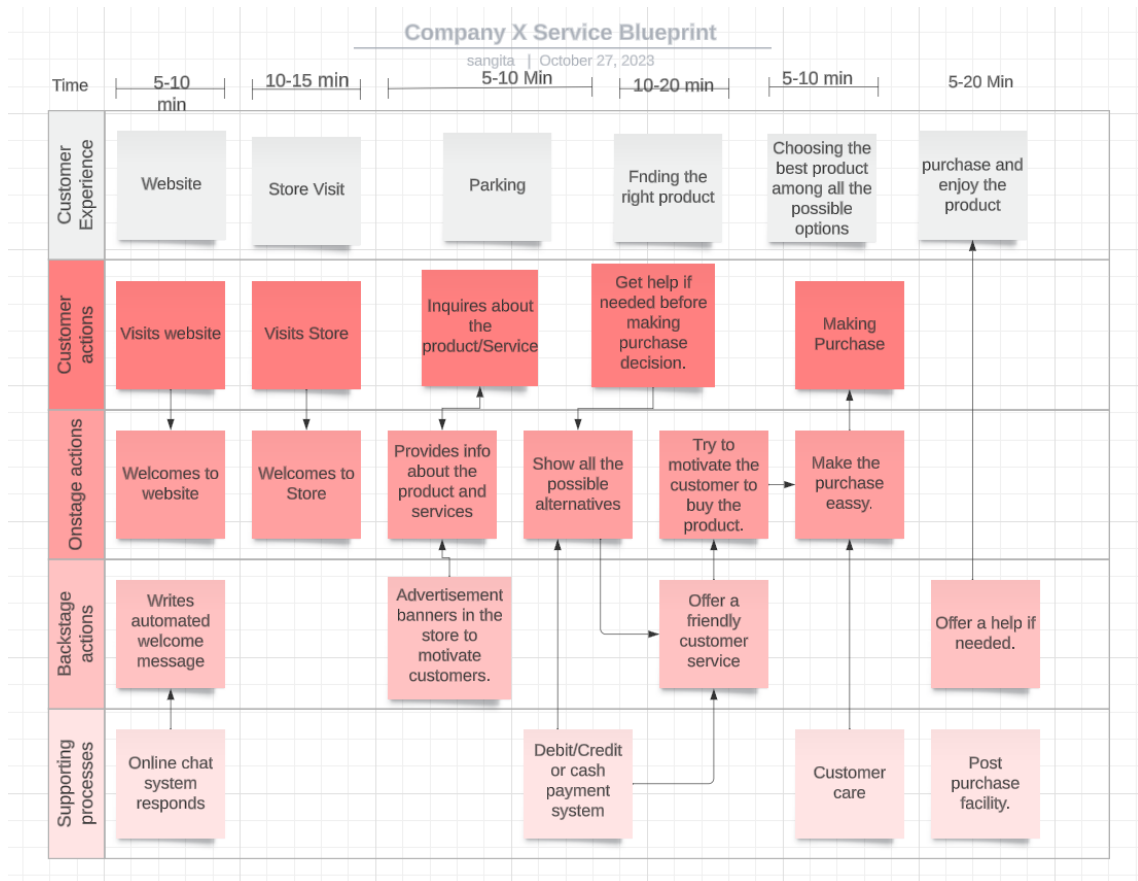 Company X Service Blueprint
sangita | October 27, 2023
Time
5-10
min
10-15 min
5-10 Min
10-20 min
5-10 min
5-20 Min
Customer
Experience
Website
Store Visit
Parking
Fnding the
right product
Choosing the
best product
among all the
possible
options
purchase and
enjoy the
product
Customer
actions
Visits website
Visits Store
Inquires about
the
product/Service
Get help if
needed before
making
purchase
decision.
Making
Purchase
Onstage actions
Welcomes to
website
Welcomes to
Store
Provides info
about the
product and
services
Show all the
possible
alternatives
Try to
motivate the
customer to
buy the
product.
Make the
purchase
eassy.
Backstage
actions
Writes
automated
welcome
message
Advertisement
banners in the
store to
motivate
customers.
Offer a
friendly
customer
service
Offer a help if
needed.
Supporting
processes
Online chat
system
responds
Debit/Credit
or cash
payment
system
Customer
care
Post
purchase
facility.